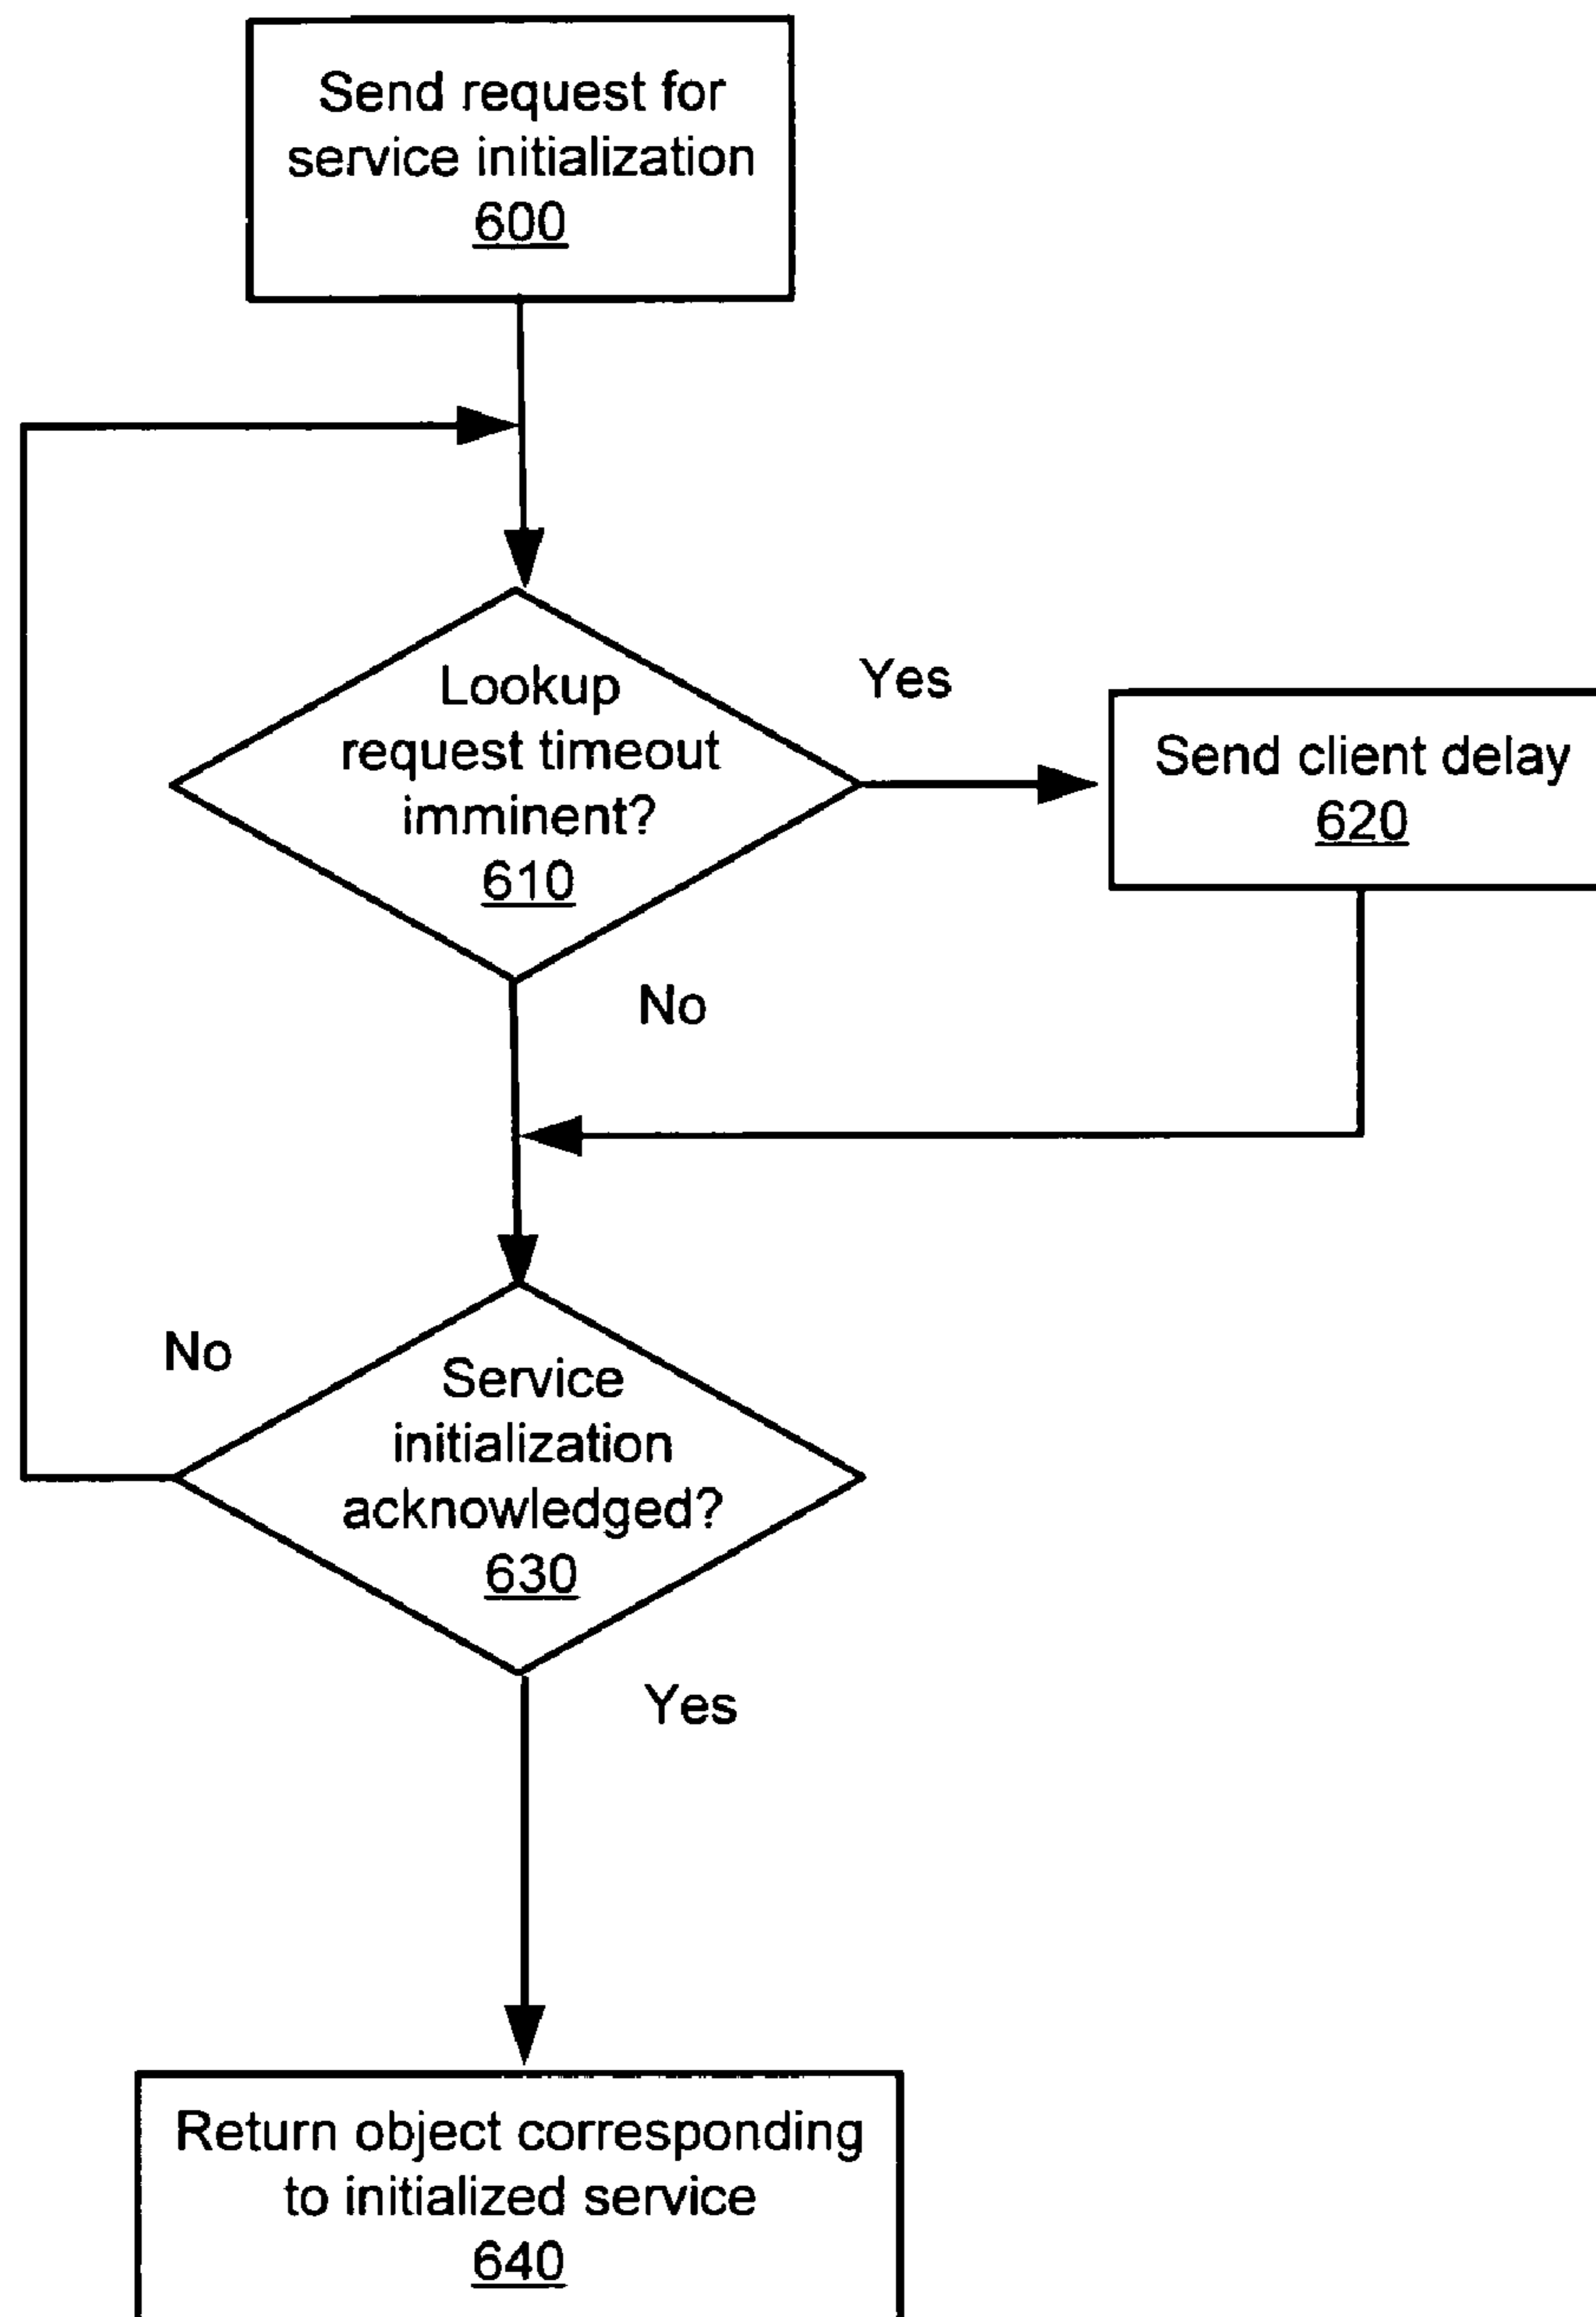 Send request for
service initialization
600
Lookup
request timeout
imminent?
610
Yes
Send client delay
620
No
No
Service
initialization
acknowledged?
630
Yes
Return object corresponding
to initialized service
640